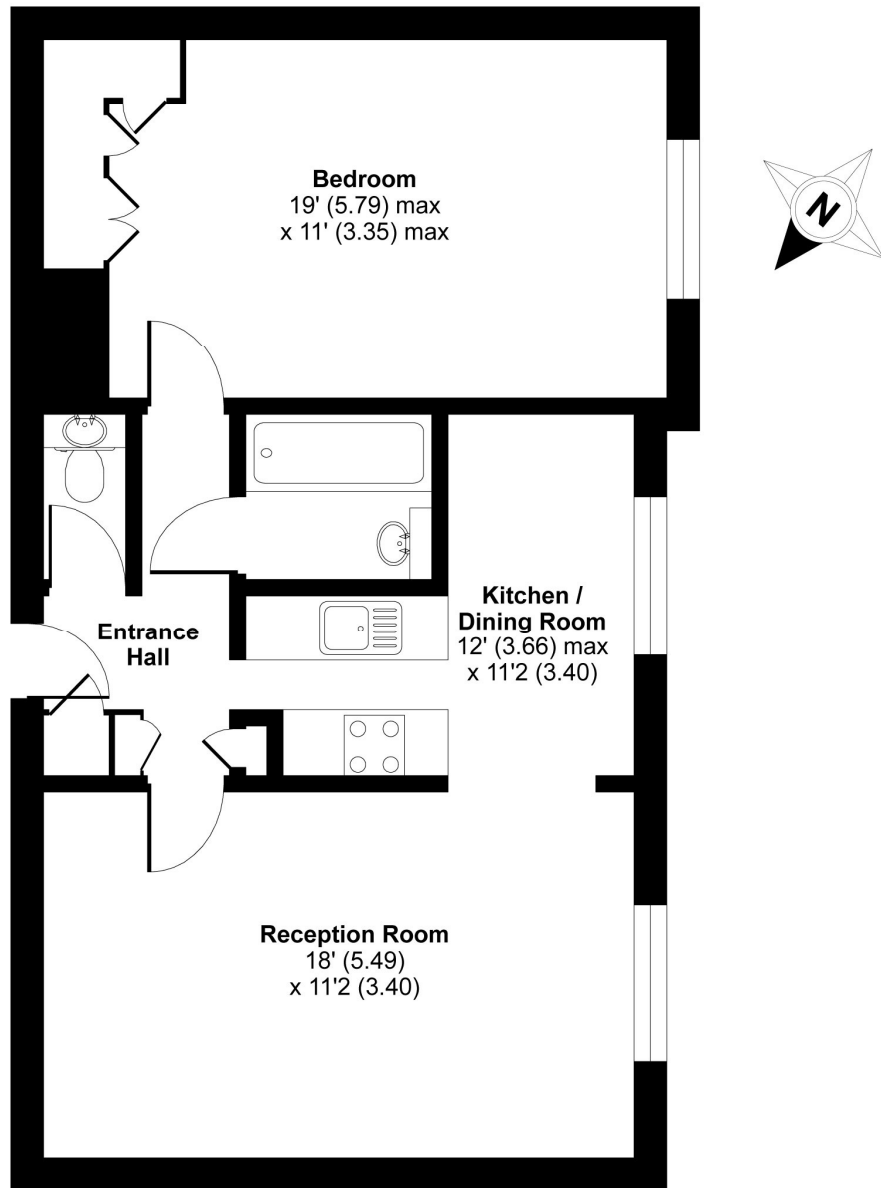 Bedroom
19' (5.79) max
x 11' (3.35) max
N
Kitchen /
Dining Room
12' (3.66) max
x 11'2 (3.40)
Entrance
Hall
Reception Room
18' (5.49)
x 11'2 (3.40)